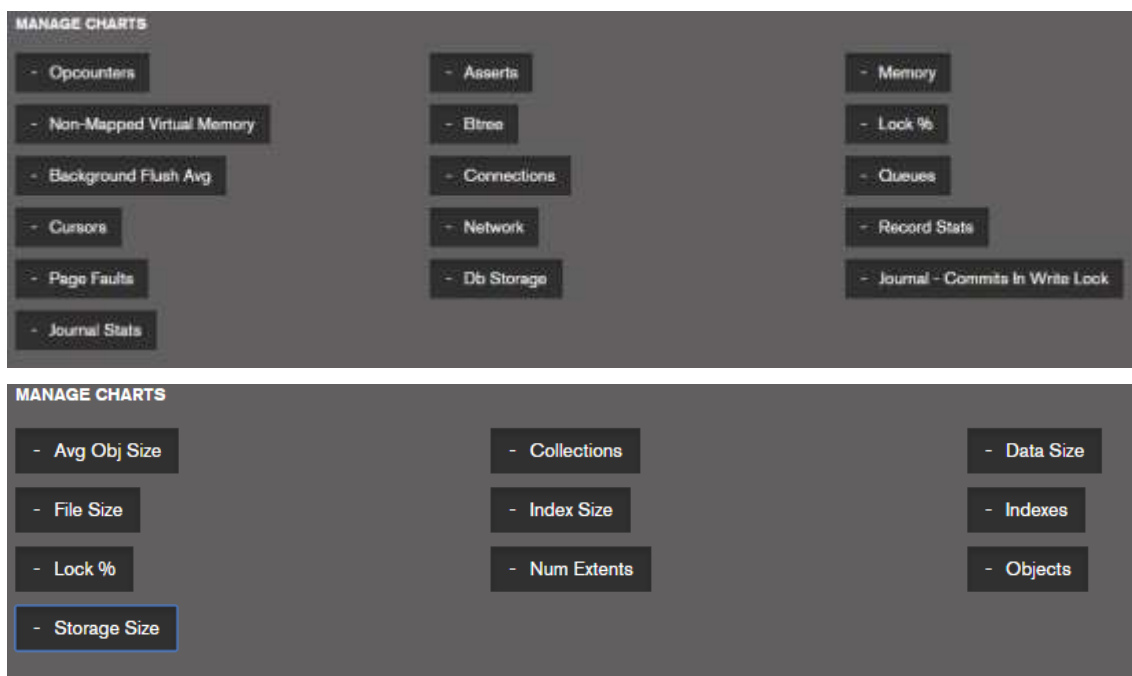 MANAGE CHARTS
- Opcounters - Asserts - Memory
- Non-Mapped Virtual Memory - Btree - Lock %
- Background Flush Avg - Connections - Queues
- Cursors - Network - Record Stats
- Page Faults - Db Storage - Journal - Commits In Write Lock
- Journal Stats
MANAGE CHARTS
- Avg Obj Size - Collections - Data Size
- File Size - Index Size - Indexes
- Lock % - Num Extents - Objects
- Storage Size